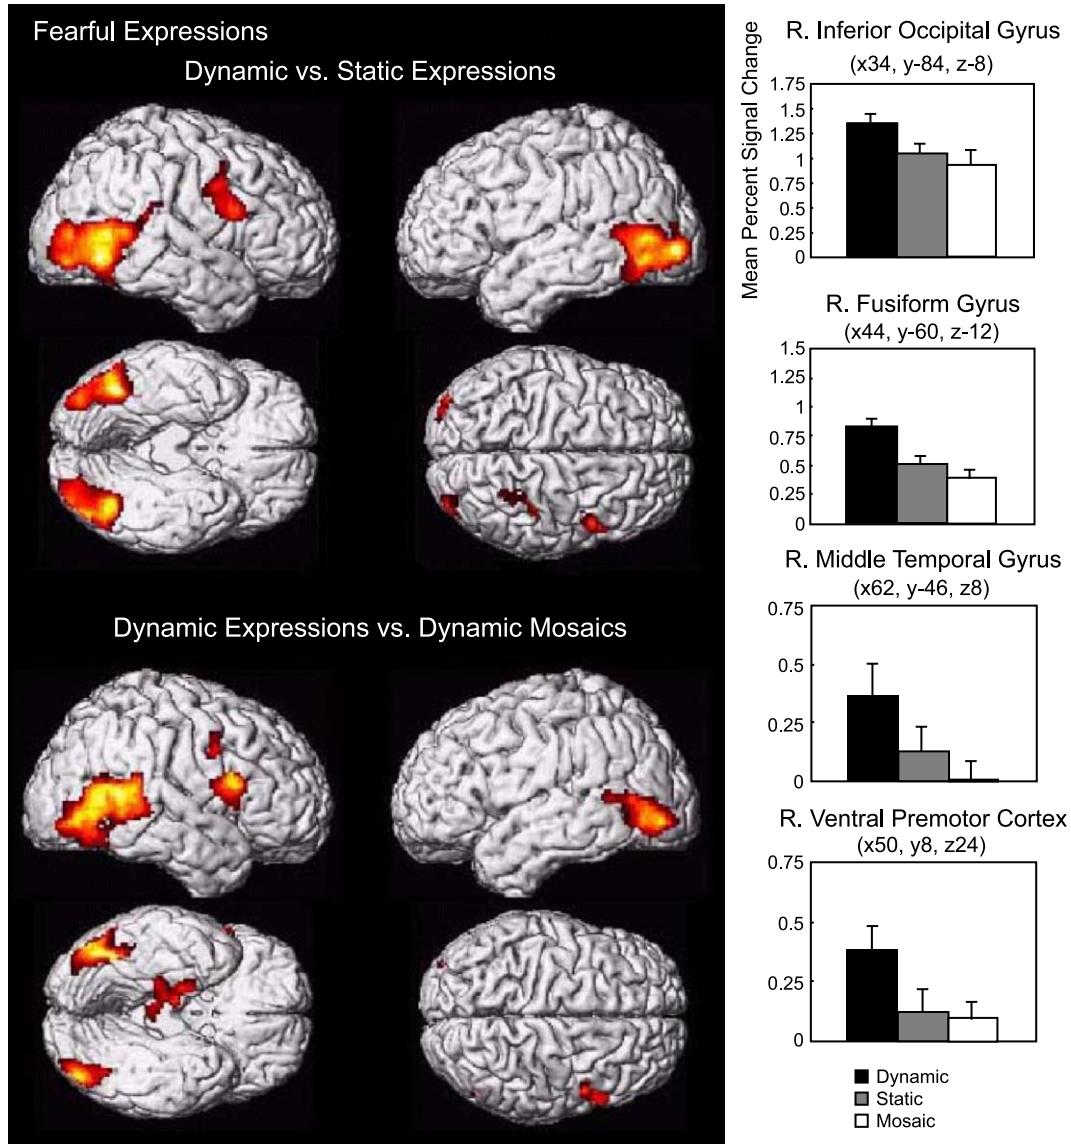 Fearful Expressions
Dynamic vs. Static Expressions
Dynamic Expressions vs. Dynamic Mosaics
Mean Percent Signal Change
R. Inferior Occipital Gyrus
(x34, y-84, z-8)
1.75
1.5
1.25
1
0.75
0.5
0.25
0
R. Fusiform Gyrus
(x44, y-60, z-12)
1.5
1.25
1
0.75
0.5
0.25
0
R. Middle Temporal Gyrus
(x62, y-46, z8)
0.75
0.5
0.25
0
R. Ventral Premotor Cortex
(x50, y8, z24)
0.75
0.5
0.25
0
Dynamic
Static
Mosaic